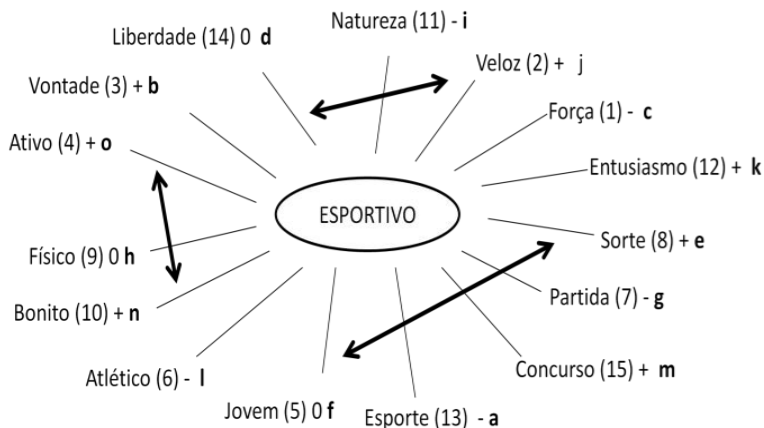 Natureza (11) - i
Liberdade (14) 0 d
Veloz (2) + j
Vontade (3) + b
Força (1) - c
Ativo (4) + o
Entusiasmo (12) + k
ESPORTIVO
Sorte (8) + e
Físico (9) 0 h
Partida (7) - g
Bonito (10) + n
Concurso (15) + m
Atlético (6) - l
Jovem (5) 0 f
Esporte (13) - a